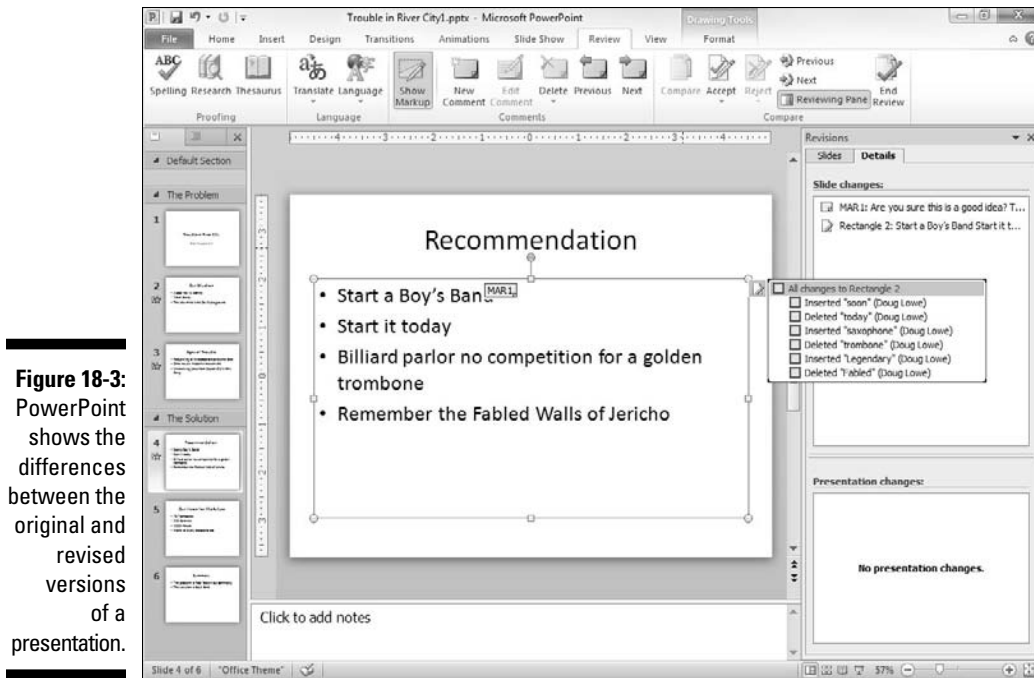 Trouble in River City1.pptx - Microsoft PowerPoint
Drawing Tools
File Home Insert Design Transitions Animations Slide Show Review View Format
ABC
Spelling Research Thesaurus Translate Language Show Markup New Comment Edit Comment Delete Previous Next Compare Accept Reject Previous Next Reviewing Pane End Review
Proofing Language Comments Compare
Default Section
The Problem
1
2
3
The Solution
4
5
6
Recommendation
• Start a Boy's Ban
MAR1
• Start it today
• Billiard parlor no competition for a golden
trombone
• Remember the Fabled Walls of Jericho
Click to add notes
Revisions
Slides Details
Slide changes:
MAR1: Are you sure this is a good idea? T...
Rectangle 2: Start a Boy's Band Start it t...
All changes to Rectangle 2
Inserted "soon" (Doug Lowe)
Deleted "today" (Doug Lowe)
Inserted "saxophone" (Doug Lowe)
Deleted "trombone" (Doug Lowe)
Inserted "Legendary" (Doug Lowe)
Deleted "Fabled" (Doug Lowe)
Presentation changes:
No presentation changes.
Slide 4 of 6 "Office Theme" 57%
Figure 18-3:
PowerPoint
shows the
differences
between the
original and
revised
versions
of a
presentation.